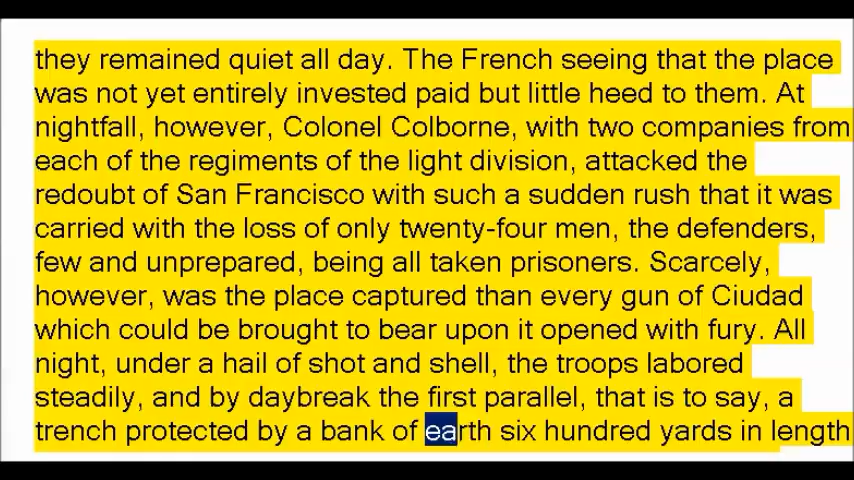 they remained quiet all day. The French seeing that the place
was not yet entirely invested paid but little heed to them. At
nightfall, however, Colonel Colborne, with two companies from
each of the regiments of the light division, attacked the
redoubt of San Francisco with such a sudden rush that it was
carried with the loss of only twenty-four men, the defenders,
few and unprepared, being all taken prisoners. Scarcely,
however, was the place captured than every gun of Ciudad
which could be brought to bear upon it opened with fury. All
night, under a hail of shot and shell, the troops labored
steadily, and by daybreak the first parallel, that is to say, a
trench protected by a bank of earth six hundred yards in length